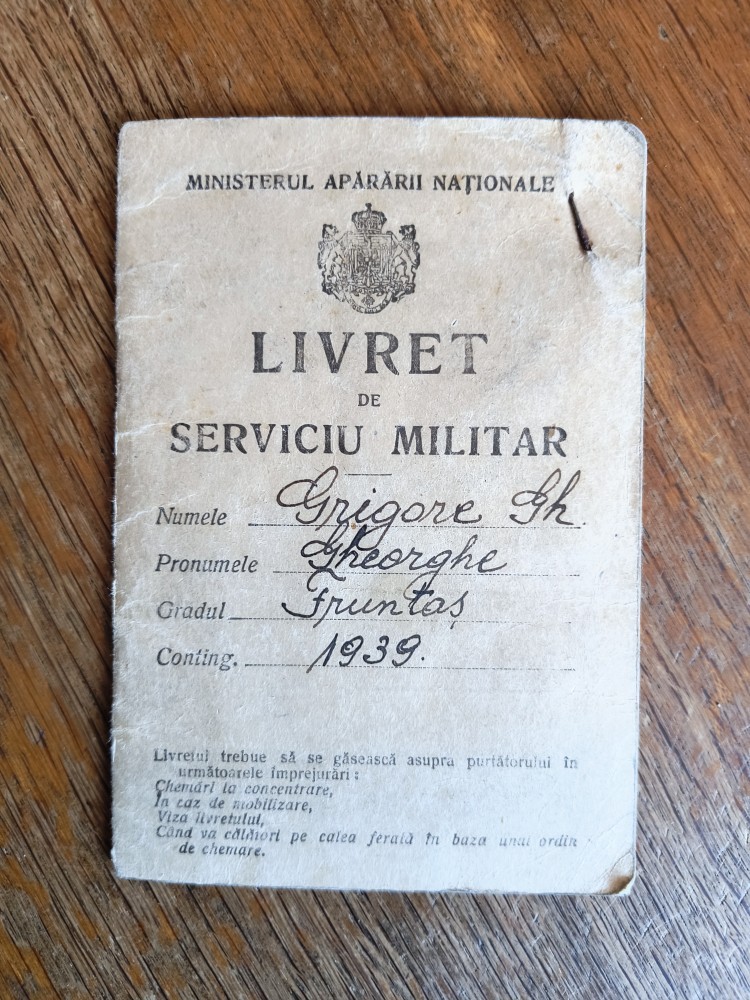 MINISTERUL APĂRĂRII NAȚIONALE
LIVRET
DE
SERVICIU MILITAR
Numele Grigore Gh.
Pronumele Gheorghe
Gradul Fruntaș
Conting. 1939.
Livretul trebue să se găsească asupra purtătorului în
următoarele împrejurări :
Chemări la concentrare,
În caz de mobilizare,
Viza livretului,
Când va călători pe calea ferată în baza unui ordin
de chemare.